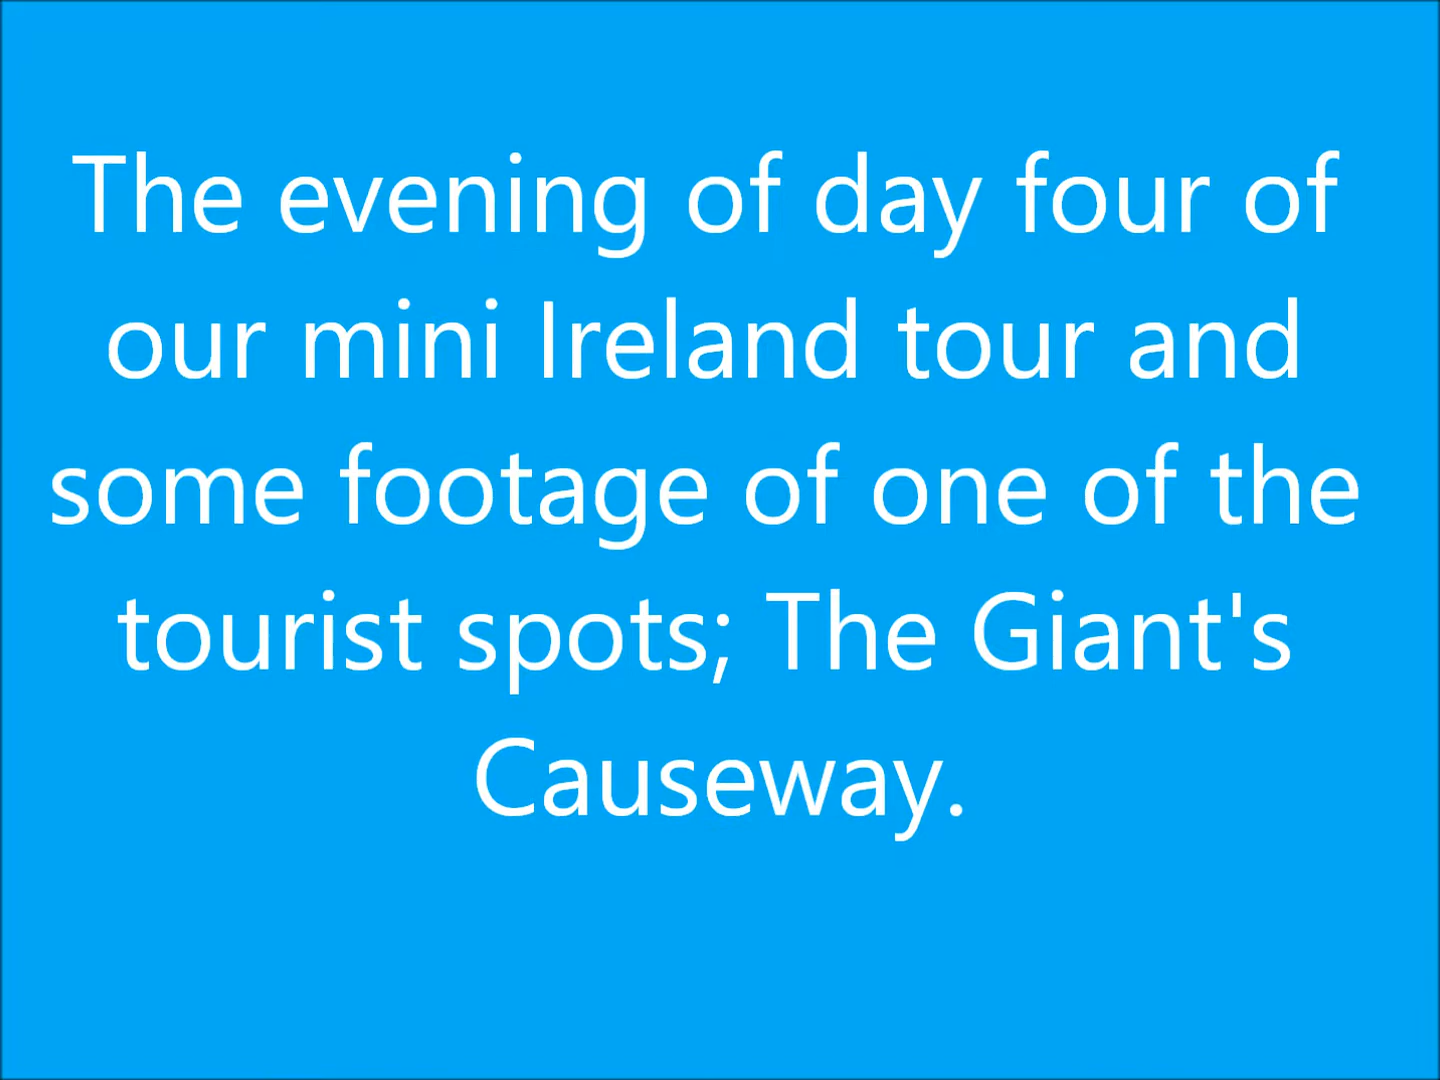 The evening of day four of
our mini Ireland tour and
some footage of one of the
tourist spots; The Giant's
Causeway.